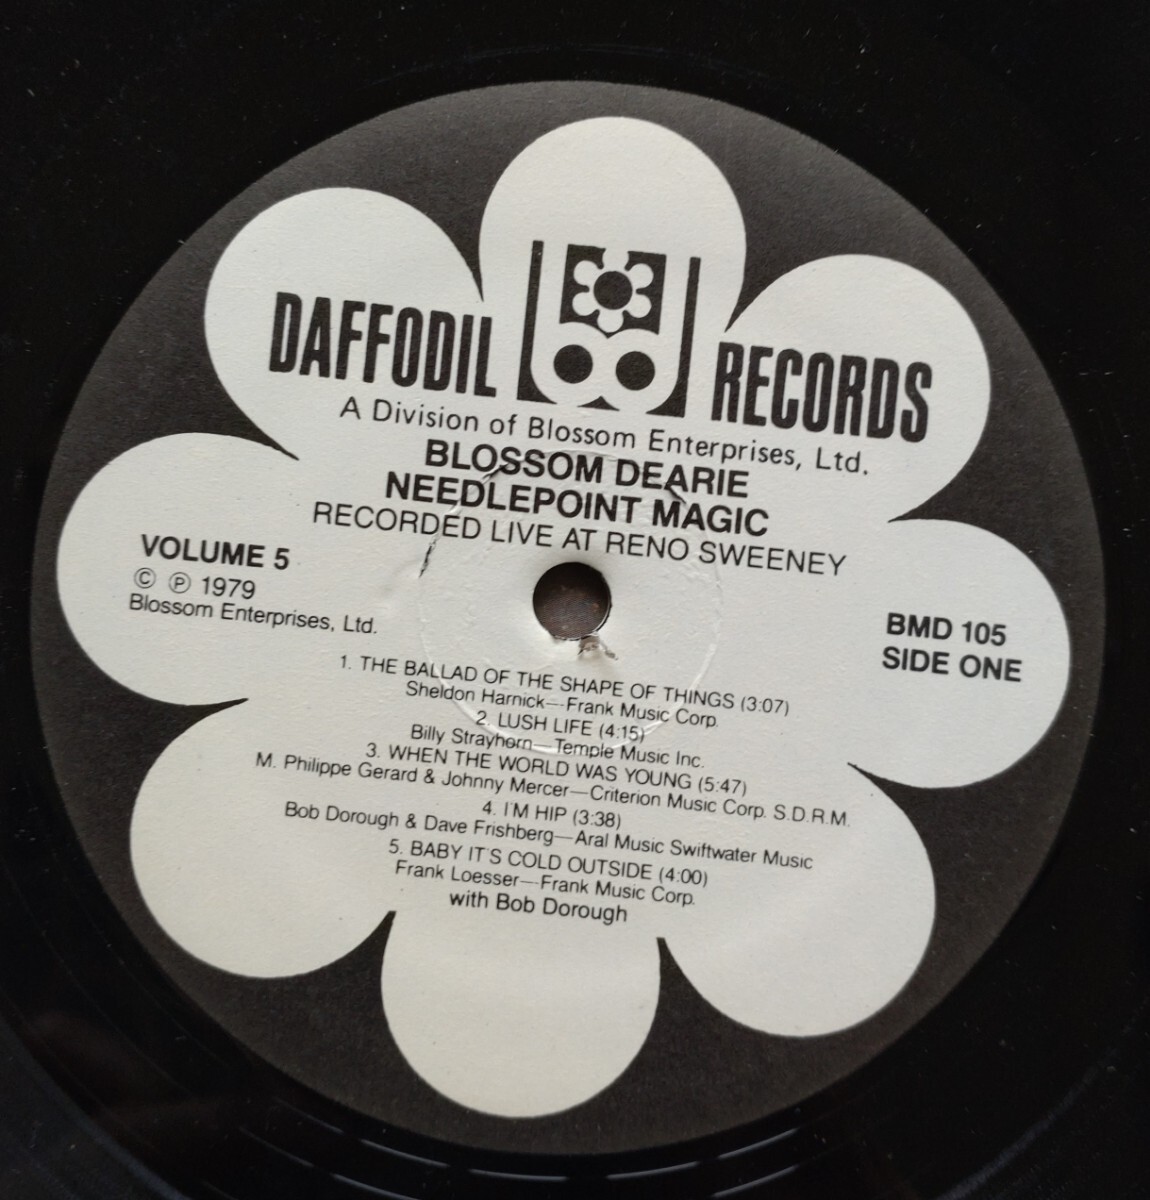 DAFFODIL RECORDS
A Division of Blossom Enterprises, Ltd.
BLOSSOM DEARIE
NEEDLEPOINT MAGIC
RECORDED LIVE AT RENO SWEENEY
VOLUME 5
© ℗ 1979
Blossom Enterprises, Ltd.
BMD 105
SIDE ONE
1. THE BALLAD OF THE SHAPE OF THINGS (3:07)
Sheldon Harnick—Frank Music Corp.
2. LUSH LIFE (4:15)
Billy Strayhorn—Temple Music Inc.
3. WHEN THE WORLD WAS YOUNG (5:47)
M. Philippe Gerard & Johnny Mercer—Criterion Music Corp. S.D.R.M.
4. I'M HIP (3:38)
Bob Dorough & Dave Frishberg—Aral Music Swiftwater Music
5. BABY IT'S COLD OUTSIDE (4:00)
Frank Loesser—Frank Music Corp.
with Bob Dorough